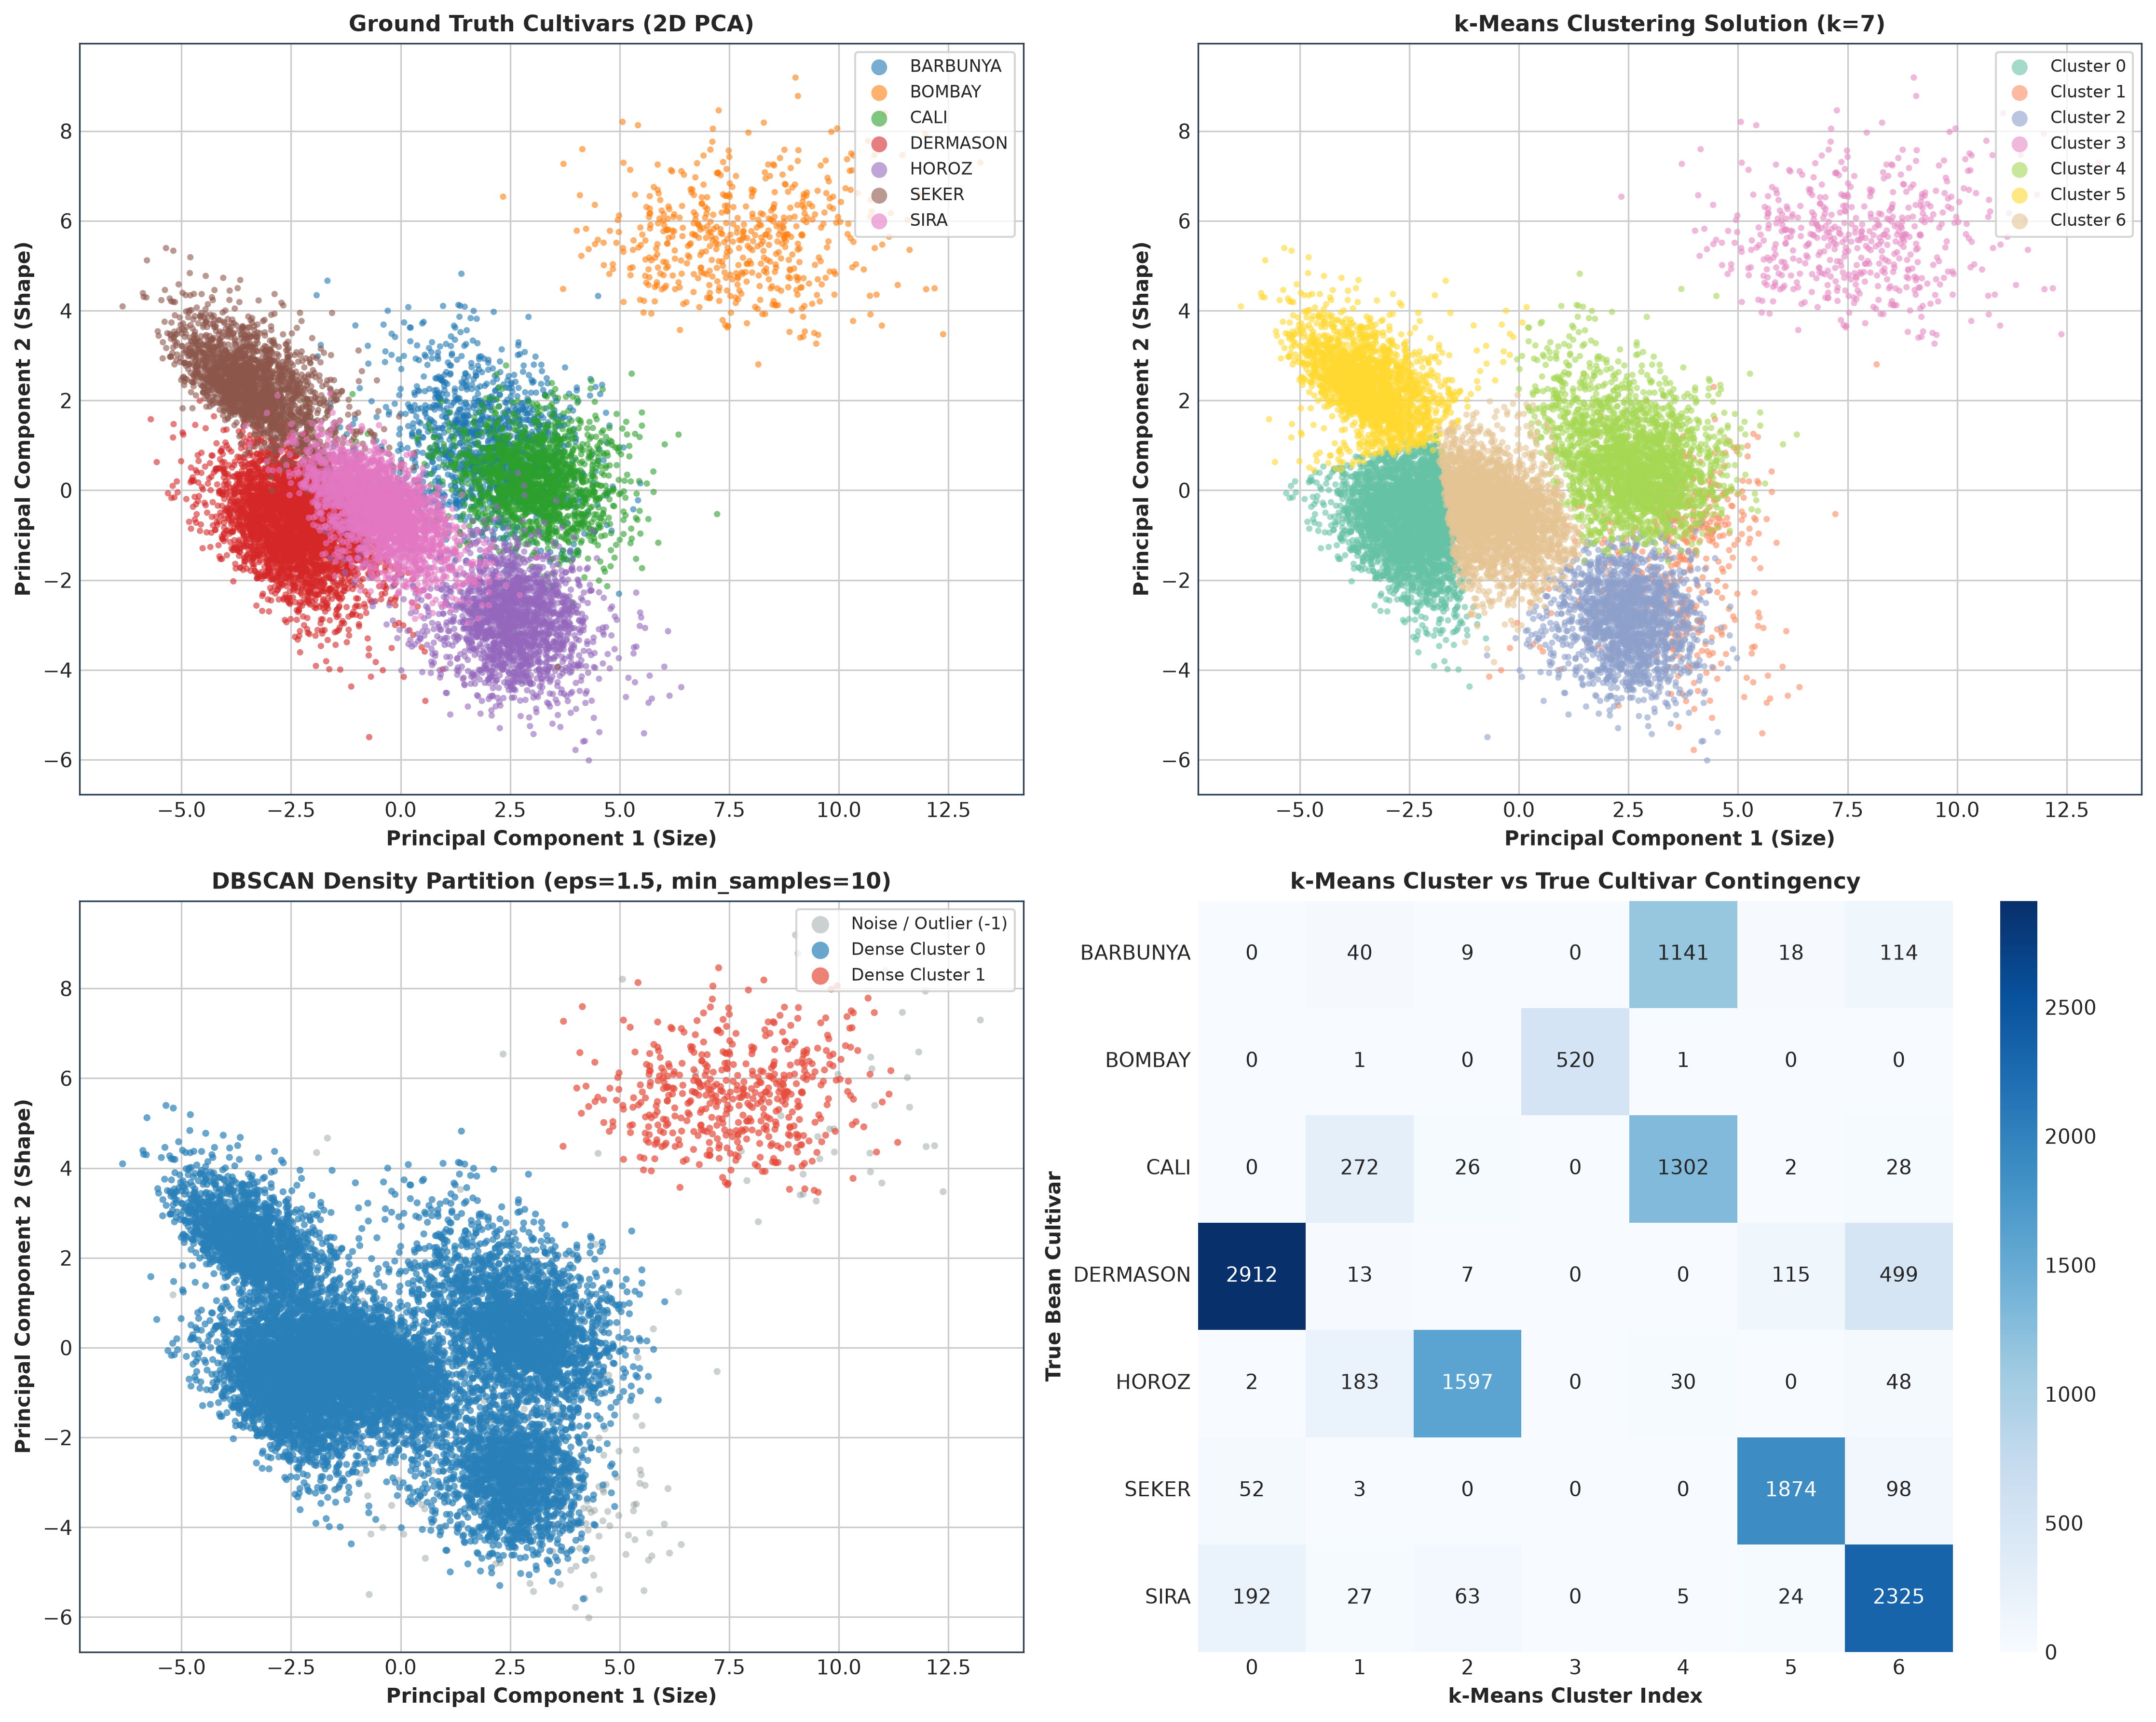 Ground Truth Cultivars (2D PCA)
BARBUNYA
BOMBAY
CALI
DERMASON
HOROZ
SEKER
SIRA
8
6
4
2
0
−2
−4
−6
Principal Component 2 (Shape)
−5.0 −2.5 0.0 2.5 5.0 7.5 10.0 12.5
Principal Component 1 (Size)
k-Means Clustering Solution (k=7)
Cluster 0
Cluster 1
Cluster 2
Cluster 3
Cluster 4
Cluster 5
Cluster 6
8
6
4
2
0
−2
−4
−6
Principal Component 2 (Shape)
−5.0 −2.5 0.0 2.5 5.0 7.5 10.0 12.5
Principal Component 1 (Size)
DBSCAN Density Partition (eps=1.5, min_samples=10)
Noise / Outlier (-1)
Dense Cluster 0
Dense Cluster 1
8
6
4
2
0
−2
−4
−6
Principal Component 2 (Shape)
−5.0 −2.5 0.0 2.5 5.0 7.5 10.0 12.5
Principal Component 1 (Size)
k-Means Cluster vs True Cultivar Contingency
True Bean Cultivar
BARBUNYA 0 40 9 0 1141 18 114
BOMBAY 0 1 0 520 1 0 0
CALI 0 272 26 0 1302 2 28
DERMASON 2912 13 7 0 0 115 499
HOROZ 2 183 1597 0 30 0 48
SEKER 52 3 0 0 0 1874 98
SIRA 192 27 63 0 5 24 2325
0 1 2 3 4 5 6
k-Means Cluster Index
2500
2000
1500
1000
500
0